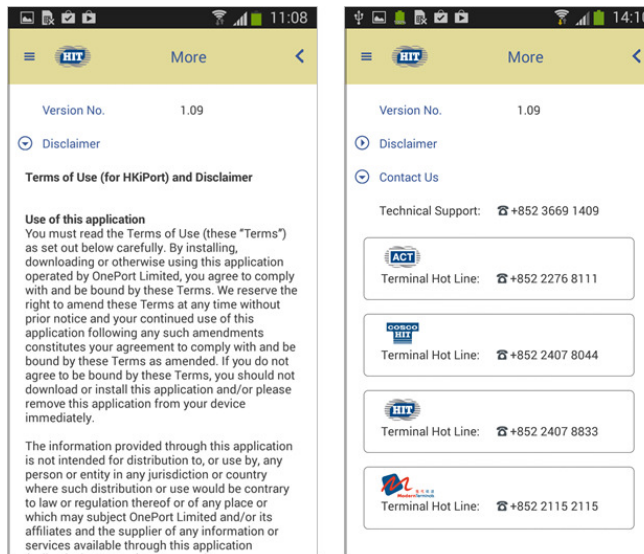 11:08
HIT
More
Version No. 1.09
Disclaimer
Terms of Use (for HKiPort) and Disclaimer
Use of this application
You must read the Terms of Use (these "Terms")
as set out below carefully. By installing,
downloading or otherwise using this application
operated by OnePort Limited, you agree to comply
with and be bound by these Terms. We reserve the
right to amend these Terms at any time without
prior notice and your continued use of this
application following any such amendments
constitutes your agreement to comply with and be
bound by these Terms as amended. If you do not
agree to be bound by these Terms, you should not
download or install this application and/or please
remove this application from your device
immediately.
The information provided through this application
is not intended for distribution to, or use by, any
person or entity in any jurisdiction or country
where such distribution or use would be contrary
to law or regulation thereof or of any place or
which may subject OnePort Limited and/or its
affiliates and the supplier of any information or
services available through this application
14:16
HIT
More
Version No. 1.09
Disclaimer
Contact Us
Technical Support: +852 3669 1409
ACT
Terminal Hot Line: +852 2276 8111
COSCO
HIT
Terminal Hot Line: +852 2407 8044
HIT
Terminal Hot Line: +852 2407 8833
ModernTerminals
Terminal Hot Line: +852 2115 2115